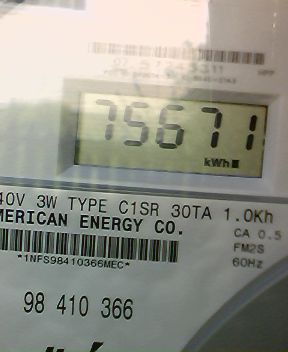 75671
kWh
40V 3W TYPE C1SR 30TA 1.0Kh
MERICAN ENERGY CO.
CA 0.5
*1NFS98410366MEC*
FM2S
60Hz
98 410 366